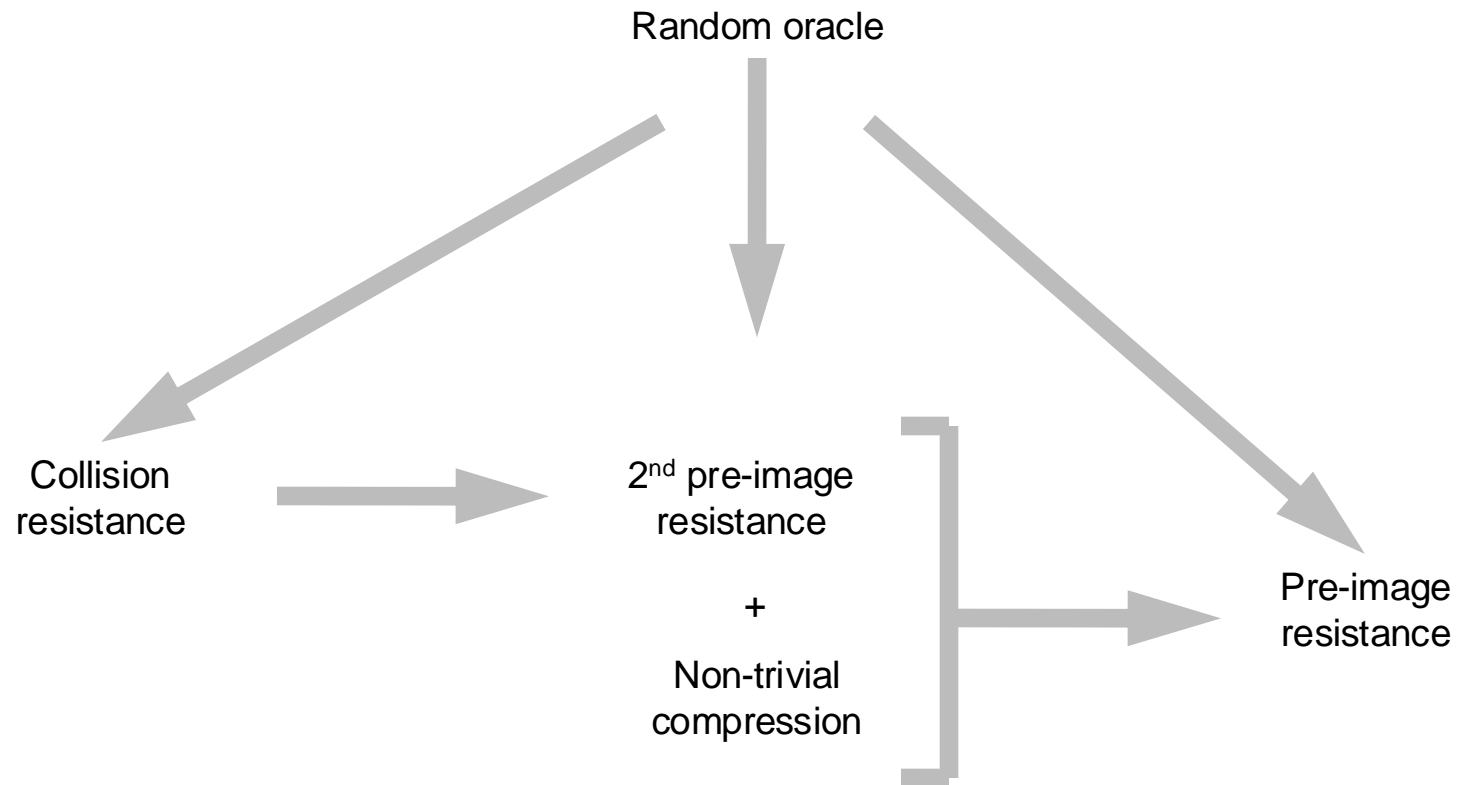 Random oracle
Collision
resistance
2nd pre-image
resistance
+
Non-trivial
compression
Pre-image
resistance